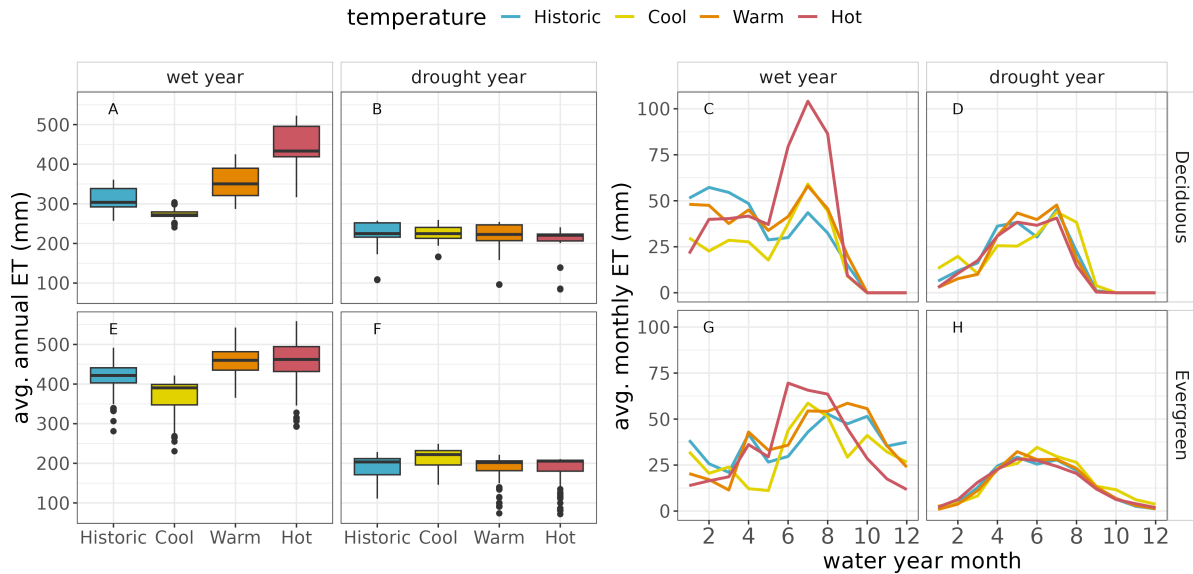 temperature Historic Cool Warm Hot
wet year drought year wet year drought year
A B C D
avg. annual ET (mm)
500
400
300
200
100
E F
500
400
300
200
100
Historic Cool Warm Hot Historic Cool Warm Hot
avg. monthly ET (mm)
100
75
50
25
0
Deciduous
G H
100
75
50
25
0
Evergreen
2 4 6 8 10 12 2 4 6 8 10 12
water year month